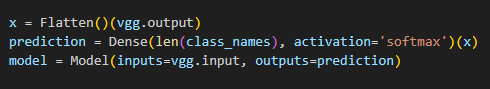 x = Flatten()(vgg.output)
prediction = Dense(len(class_names), activation='softmax')(x)
model = Model(inputs=vgg.input, outputs=prediction)